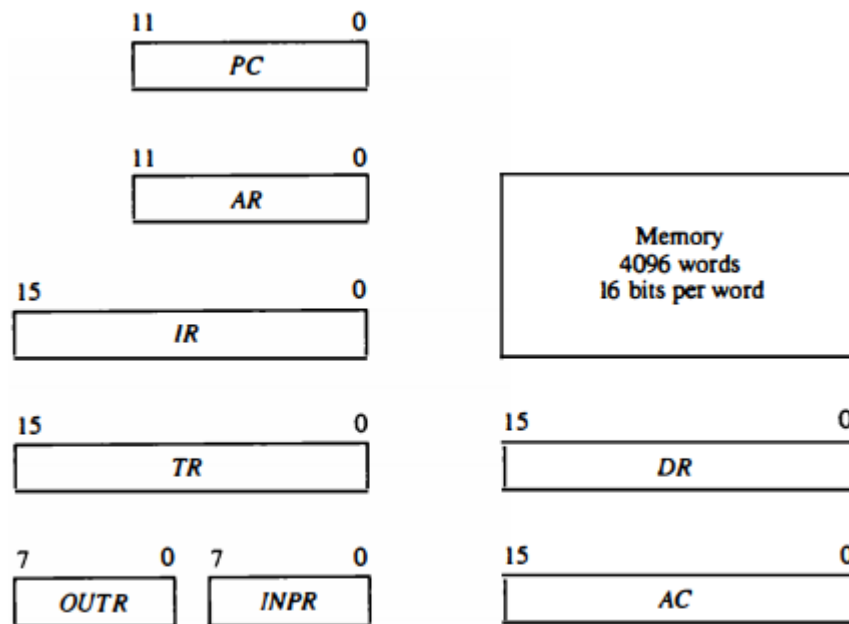 11 0
PC
11 0
AR
Memory
4096 words
16 bits per word
15 0
IR
15 0
TR
15 0
DR
7 0
OUTR
7 0
INPR
15 0
AC